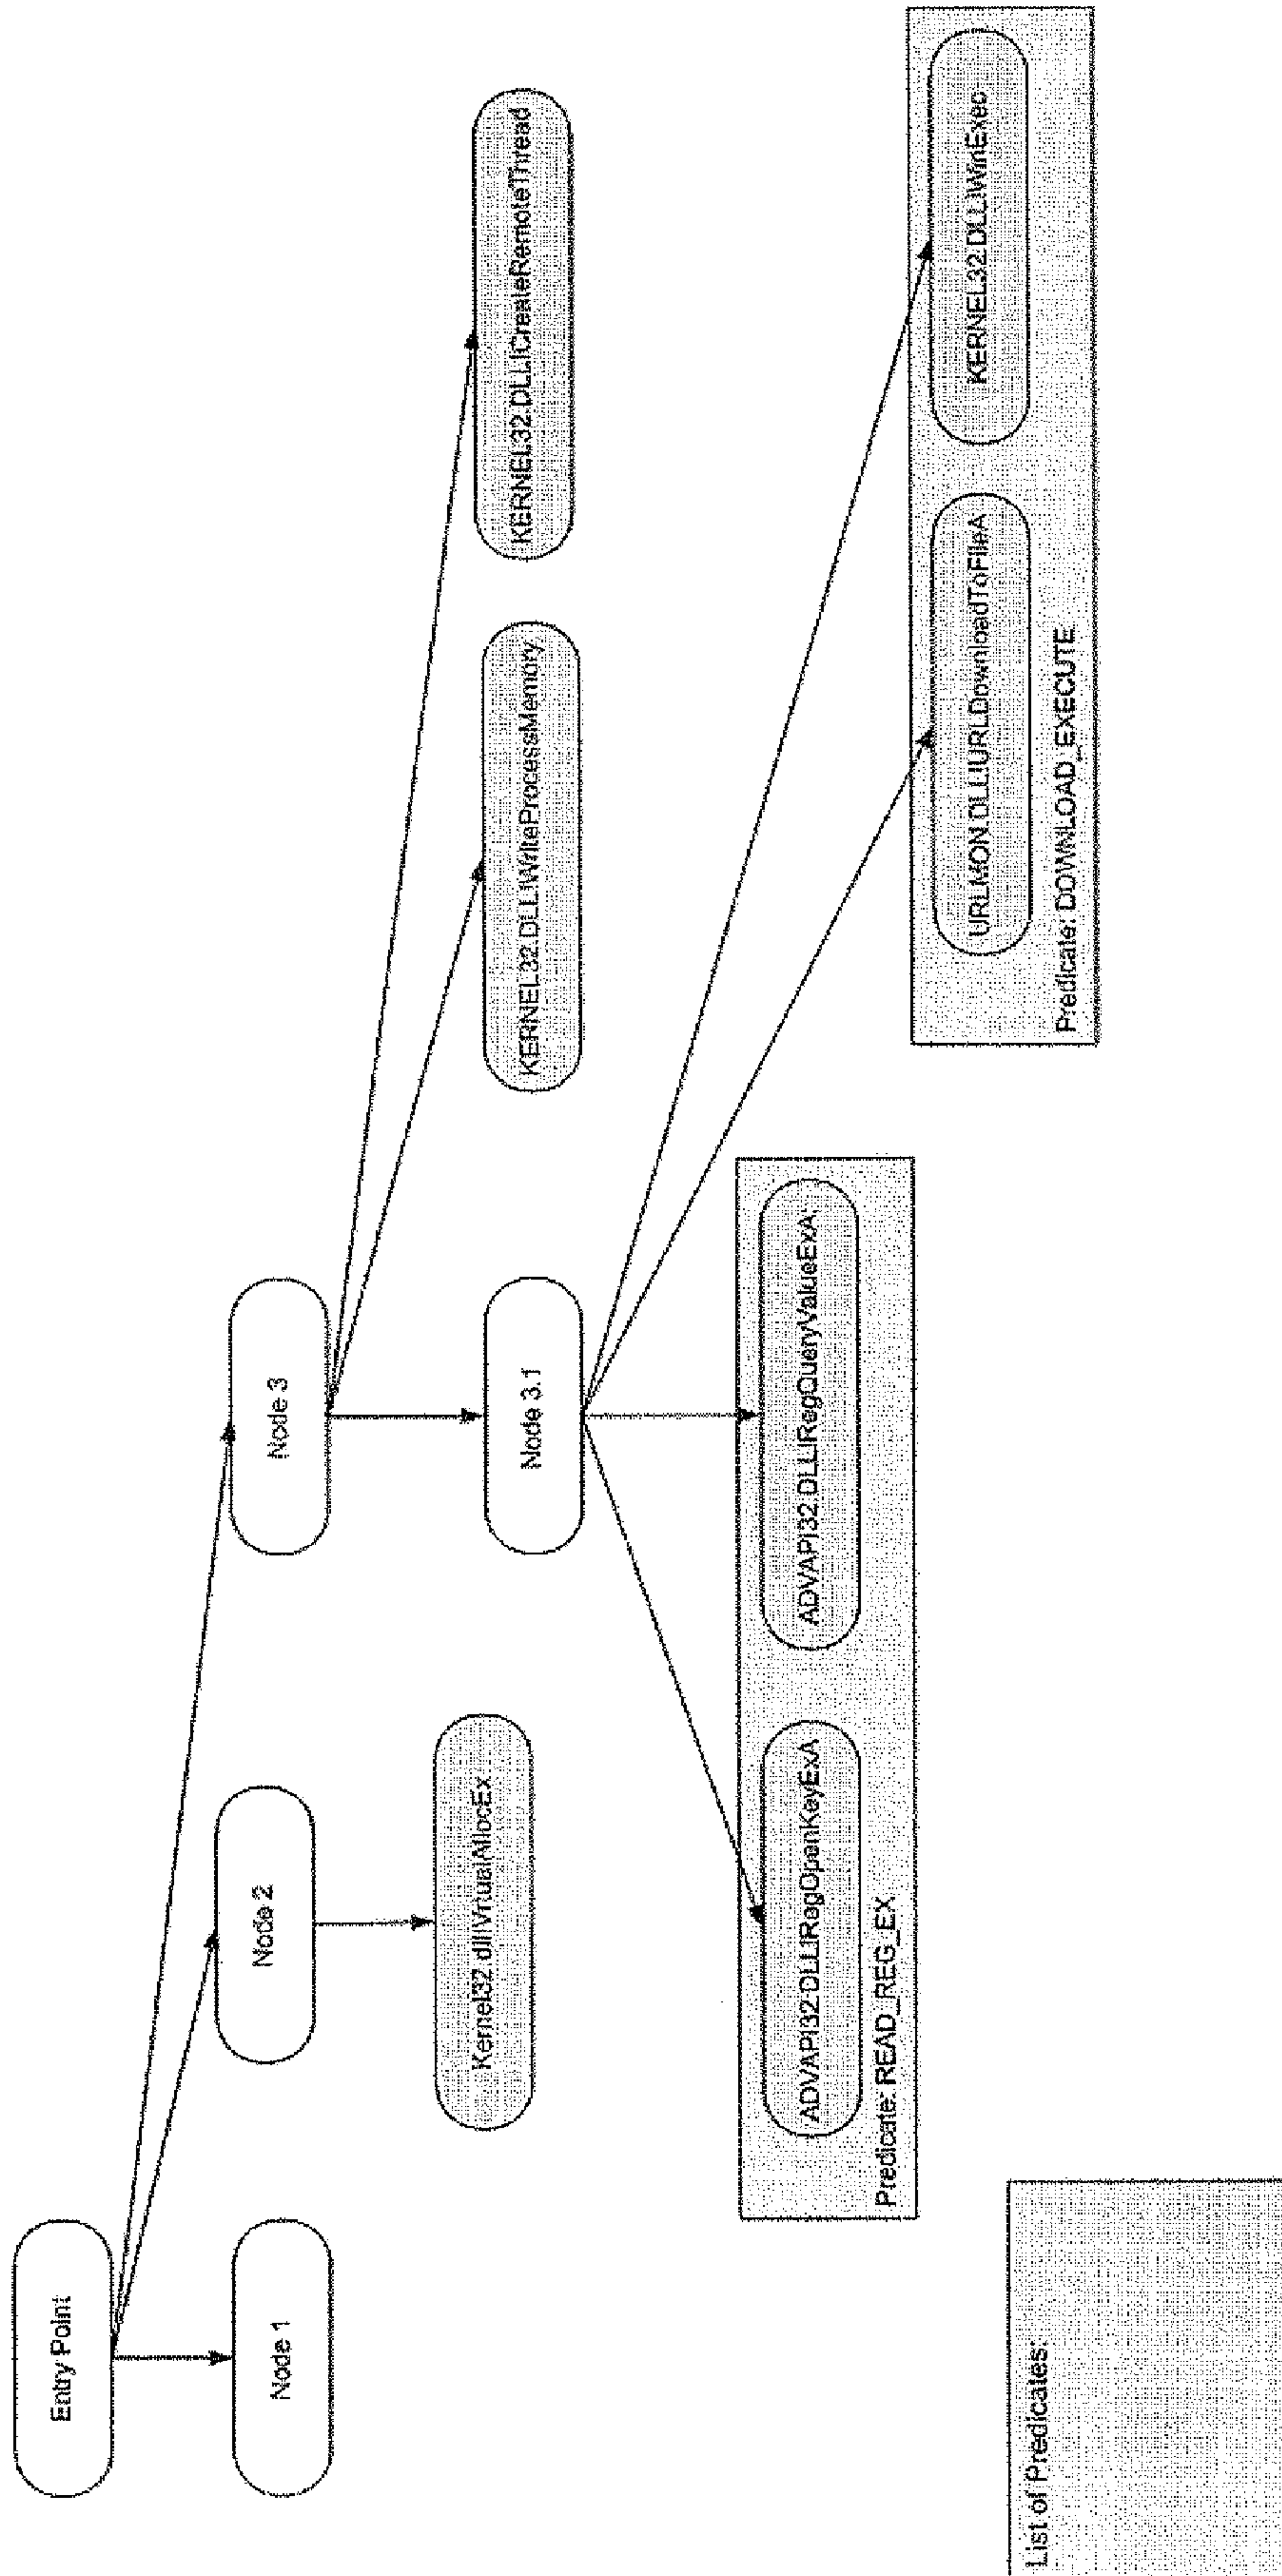 Entry Point
Node 1
Node 2
Node 3
Kernel32.dll!VrtualAllocEx
Node 3.1
KERNEL32.DLL!WriteProcessMemory
KERNEL32.DLL!CreateRemoteThread
ADVAPI32.DLL!RegOpenKeyExA
ADVAPI32.DLL!RegQueryValueExA
Predicate: READ_REG_EX
URLMON.DLL!URLDownloadToFileA
KERNEL32.DLL!WinExec
Predicate: DOWNLOAD_EXECUTE
List of Predicates: